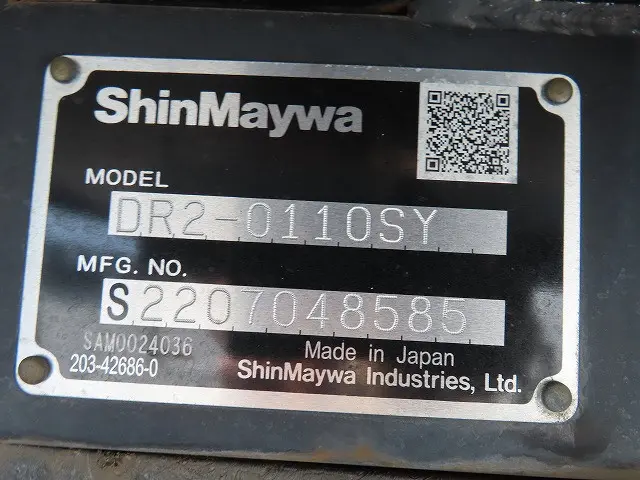 ShinMaywa
MODEL
DR2-0110SY
MFG. NO.
S2207048585
SAM0024036
203-42686-0
Made in Japan
ShinMaywa Industries, Ltd.